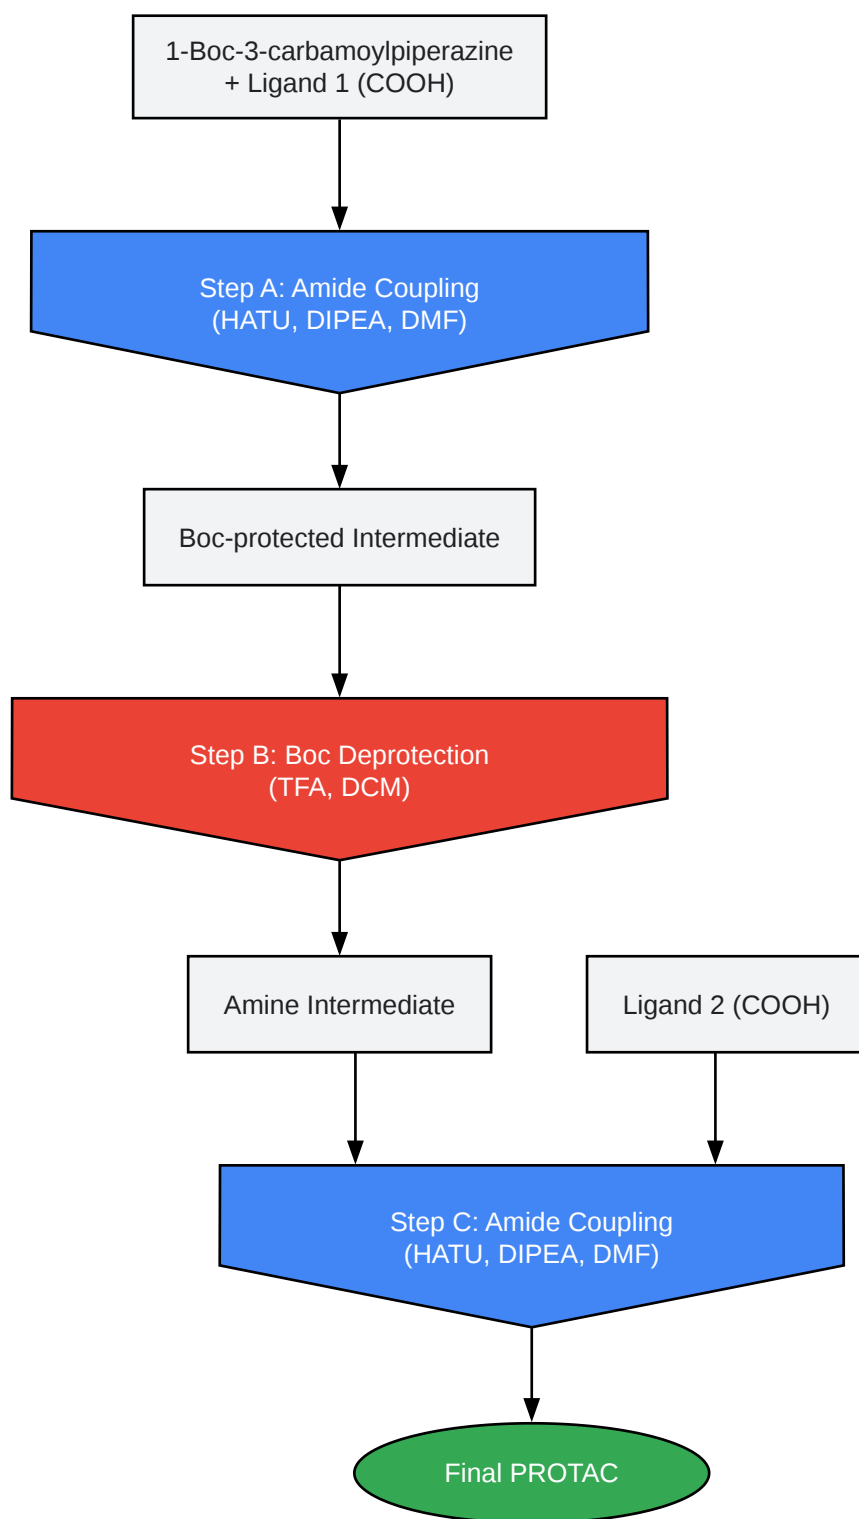 1-Boc-3-carbamoylpiperazine
+ Ligand 1 (COOH)
Step A: Amide Coupling
(HATU, DIPEA, DMF)
Boc-protected Intermediate
Step B: Boc Deprotection
(TFA, DCM)
Amine Intermediate
Ligand 2 (COOH)
Step C: Amide Coupling
(HATU, DIPEA, DMF)
Final PROTAC